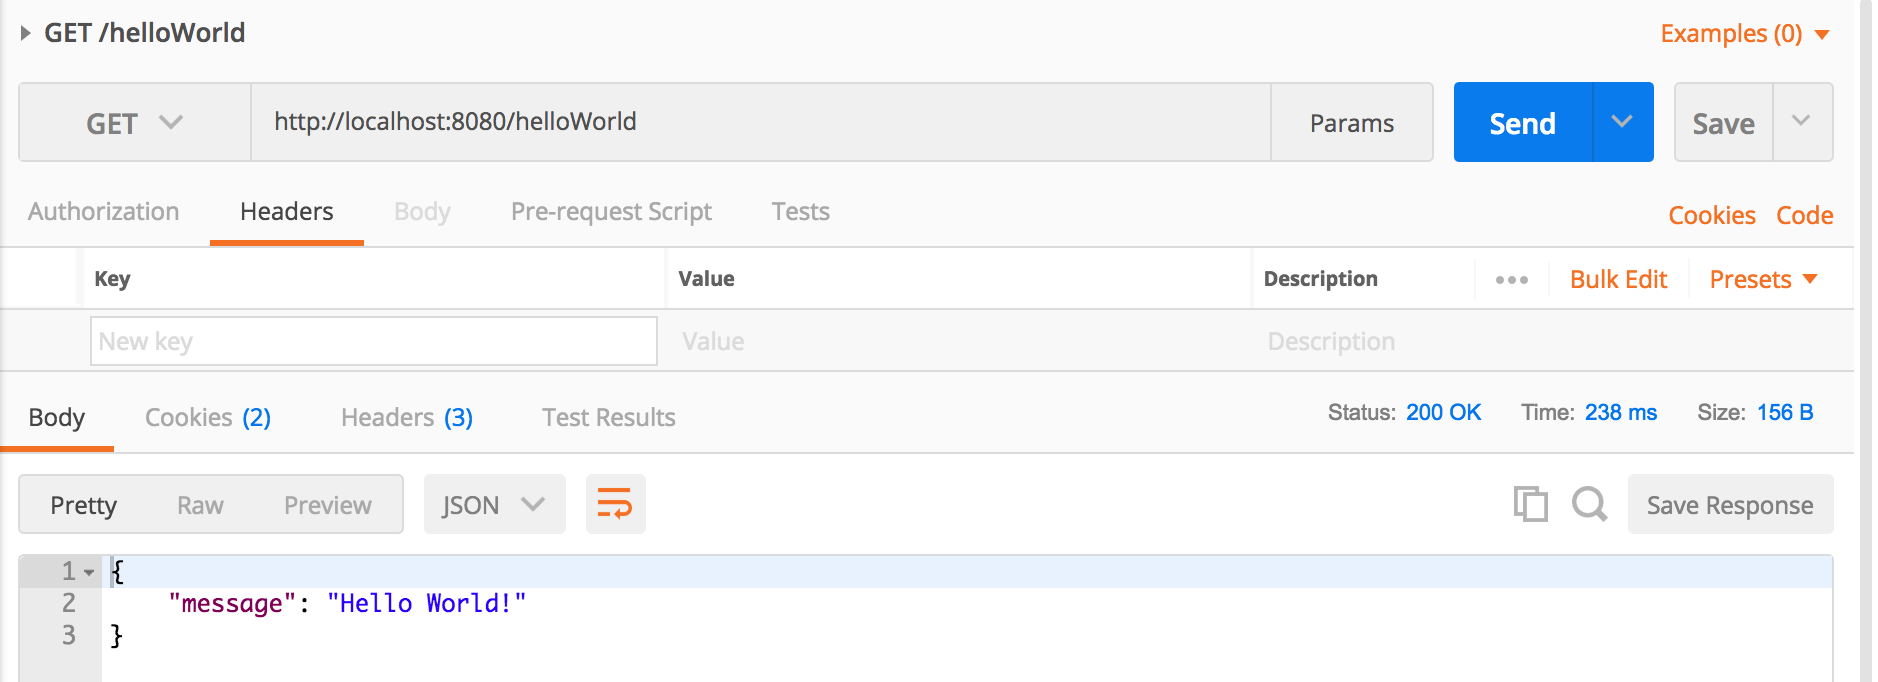 GET /helloWorld Examples (0)
GET http://localhost:8080/helloWorld Params Send Save
Authorization Headers Body Pre-request Script Tests Cookies Code
Key Value Description ••• Bulk Edit Presets
New key Value Description
Body Cookies (2) Headers (3) Test Results Status: 200 OK Time: 238 ms Size: 156 B
Pretty Raw Preview JSON Save Response
1 {
2 "message": "Hello World!"
3 }